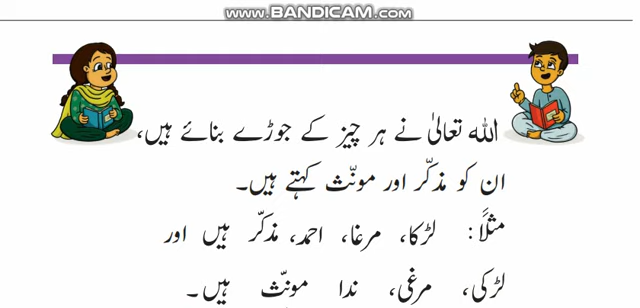 www.BANDICAM.com
اللہ تعالیٰ نے ہر چیز کے جوڑے بنائے ہیں،
ان کو مذکّر اور مونّث کہتے ہیں۔
مثلاً: لڑکا، مرغا، احمد، مذکّر ہیں اور
لڑکی، مرغی، ندا مونّث ہیں۔